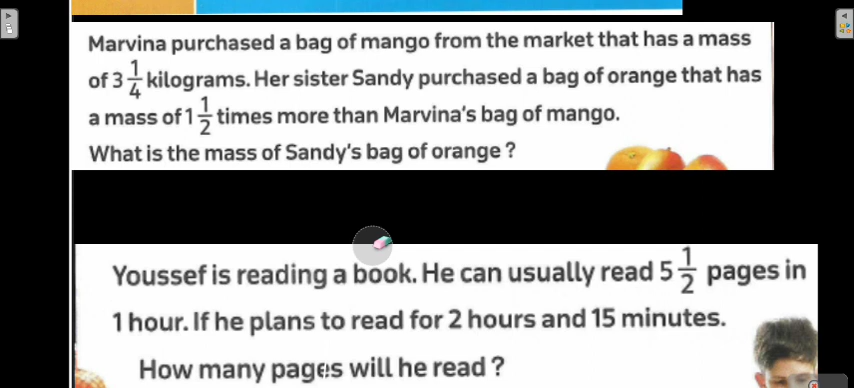 Marvina purchased a bag of mango from the market that has a mass
of 3 1/4 kilograms. Her sister Sandy purchased a bag of orange that has
a mass of 1 1/2 times more than Marvina's bag of mango.
What is the mass of Sandy's bag of orange ?
Youssef is reading a book. He can usually read 5 1/2 pages in
1 hour. If he plans to read for 2 hours and 15 minutes.
How many pages will he read ?